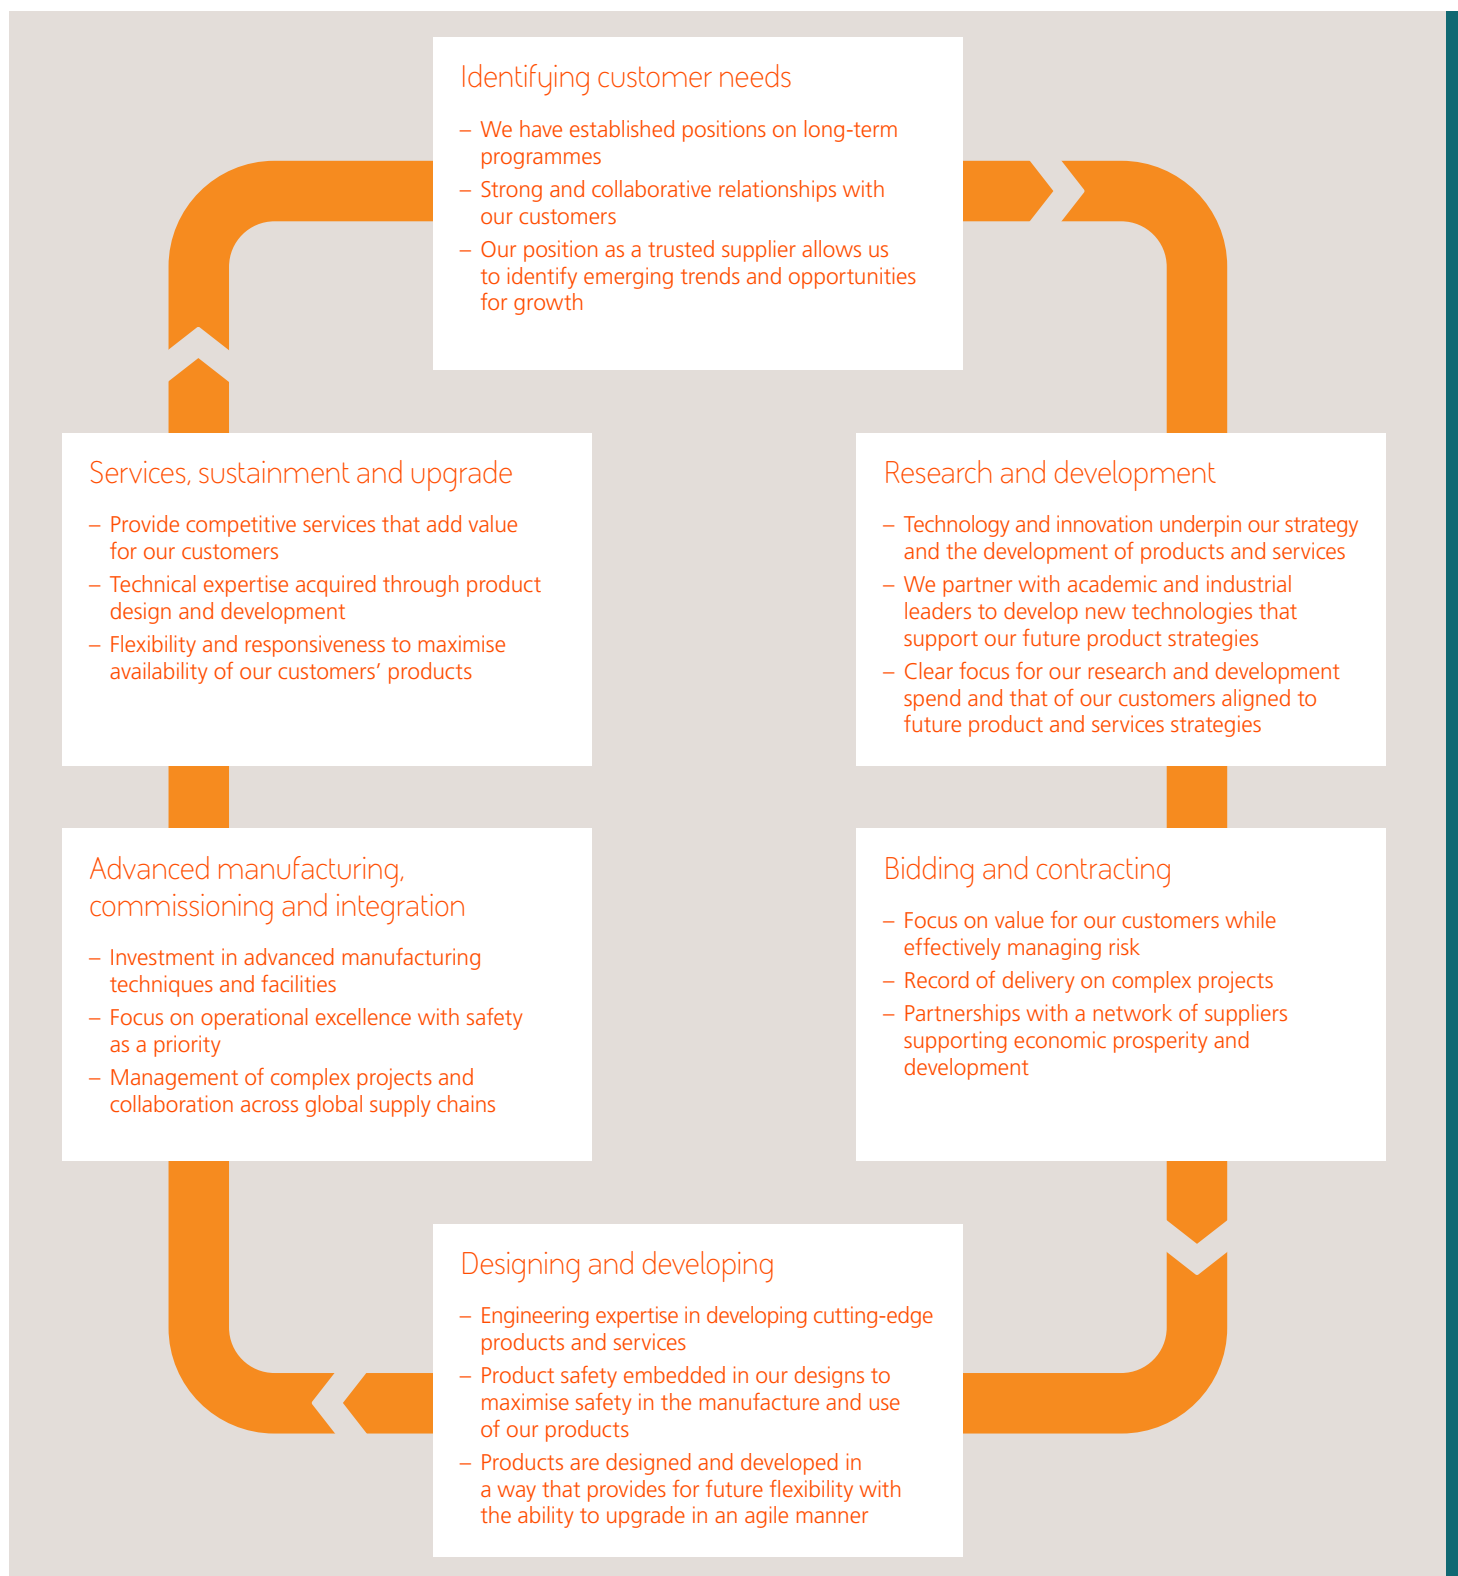 Identifying customer needs
– We have established positions on long-term
programmes
– Strong and collaborative relationships with
our customers
– Our position as a trusted supplier allows us
to identify emerging trends and opportunities
for growth
Research and development
– Technology and innovation underpin our strategy
and the development of products and services
– We partner with academic and industrial
leaders to develop new technologies that
support our future product strategies
– Clear focus for our research and development
spend and that of our customers aligned to
future product and services strategies
Bidding and contracting
– Focus on value for our customers while
effectively managing risk
– Record of delivery on complex projects
– Partnerships with a network of suppliers
supporting economic prosperity and
development
Designing and developing
– Engineering expertise in developing cutting-edge
products and services
– Product safety embedded in our designs to
maximise safety in the manufacture and use
of our products
– Products are designed and developed in
a way that provides for future flexibility with
the ability to upgrade in an agile manner
Advanced manufacturing,
commissioning and integration
– Investment in advanced manufacturing
techniques and facilities
– Focus on operational excellence with safety
as a priority
– Management of complex projects and
collaboration across global supply chains
Services, sustainment and upgrade
– Provide competitive services that add value
for our customers
– Technical expertise acquired through product
design and development
– Flexibility and responsiveness to maximise
availability of our customers’ products